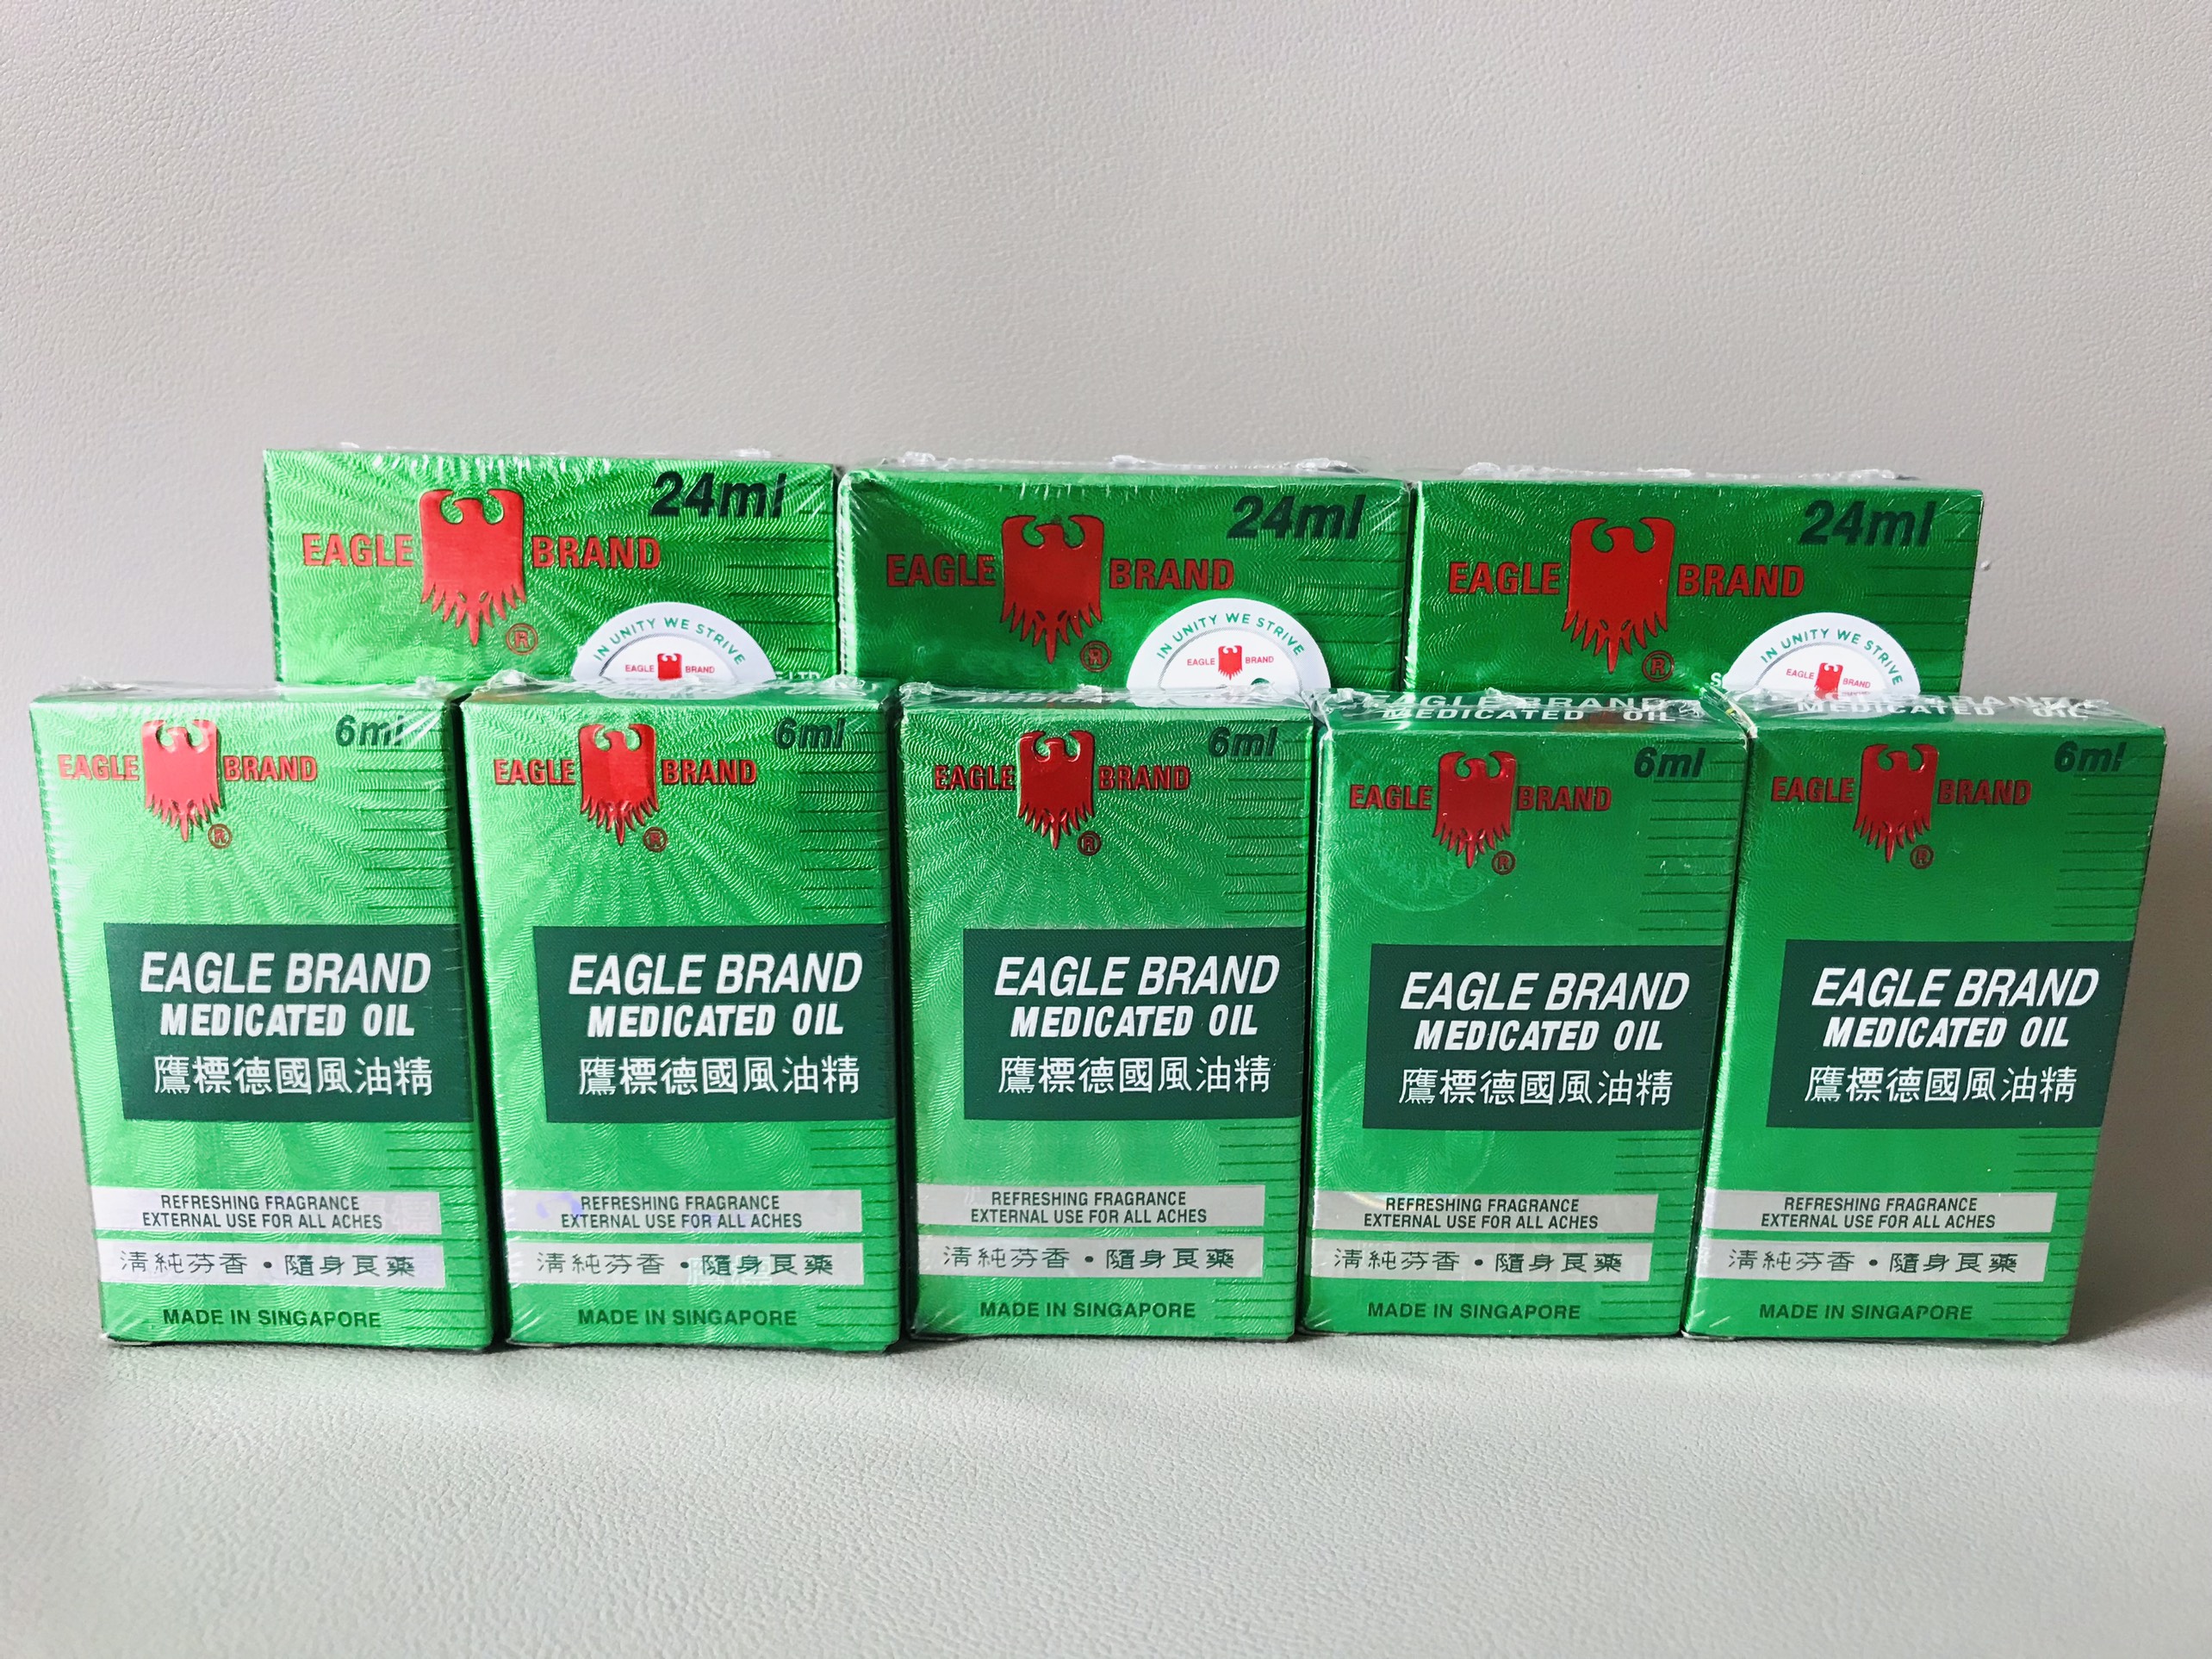 24ml
EAGLE BRAND
®
IN UNITY WE STRIVE
EAGLE BRAND
LTD
24ml
EAGLE BRAND
®
IN UNITY WE STRIVE
EAGLE BRAND
24ml
EAGLE BRAND
®
IN UNITY WE STRIVE
EAGLE BRAND
6ml
EAGLE BRAND
®
EAGLE BRAND
MEDICATED OIL
鷹標德國風油精
REFRESHING FRAGRANCE
EXTERNAL USE FOR ALL ACHES
清純芬香・隨身良藥
MADE IN SINGAPORE
6ml
EAGLE BRAND
®
EAGLE BRAND
MEDICATED OIL
鷹標德國風油精
REFRESHING FRAGRANCE
EXTERNAL USE FOR ALL ACHES
清純芬香・隨身良藥
MADE IN SINGAPORE
MEDICATED
6ml
EAGLE BRAND
®
EAGLE BRAND
MEDICATED OIL
鷹標德國風油精
REFRESHING FRAGRANCE
EXTERNAL USE FOR ALL ACHES
清純芬香・隨身良藥
MADE IN SINGAPORE
EAGLE BRAND
MEDICATED OIL
6ml
EAGLE BRAND
®
EAGLE BRAND
MEDICATED OIL
鷹標德國風油精
REFRESHING FRAGRANCE
EXTERNAL USE FOR ALL ACHES
清純芬香・隨身良藥
MADE IN SINGAPORE
BRAND
MEDICATED OIL
6ml
EAGLE BRAND
®
EAGLE BRAND
MEDICATED OIL
鷹標德國風油精
REFRESHING FRAGRANCE
EXTERNAL USE FOR ALL ACHES
清純芬香・隨身良藥
MADE IN SINGAPORE